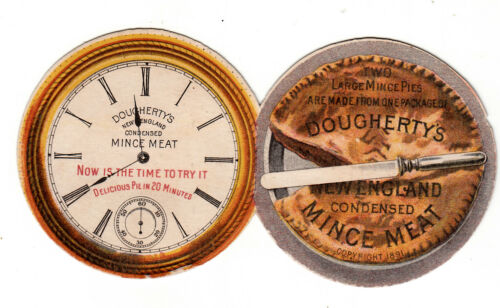 DOUGHERTY'S
NEW ENGLAND
CONDENSED
MINCE MEAT
NOW IS THE TIME TO TRY IT
DELICIOUS PIE IN 20 MINUTES
60
TWO
LARGE MINCE PIES
ARE MADE FROM ONE PACKAGE OF
DOUGHERTY'S
NEW ENGLAND
CONDENSED
MINCE MEAT
COPYRIGHT 1891